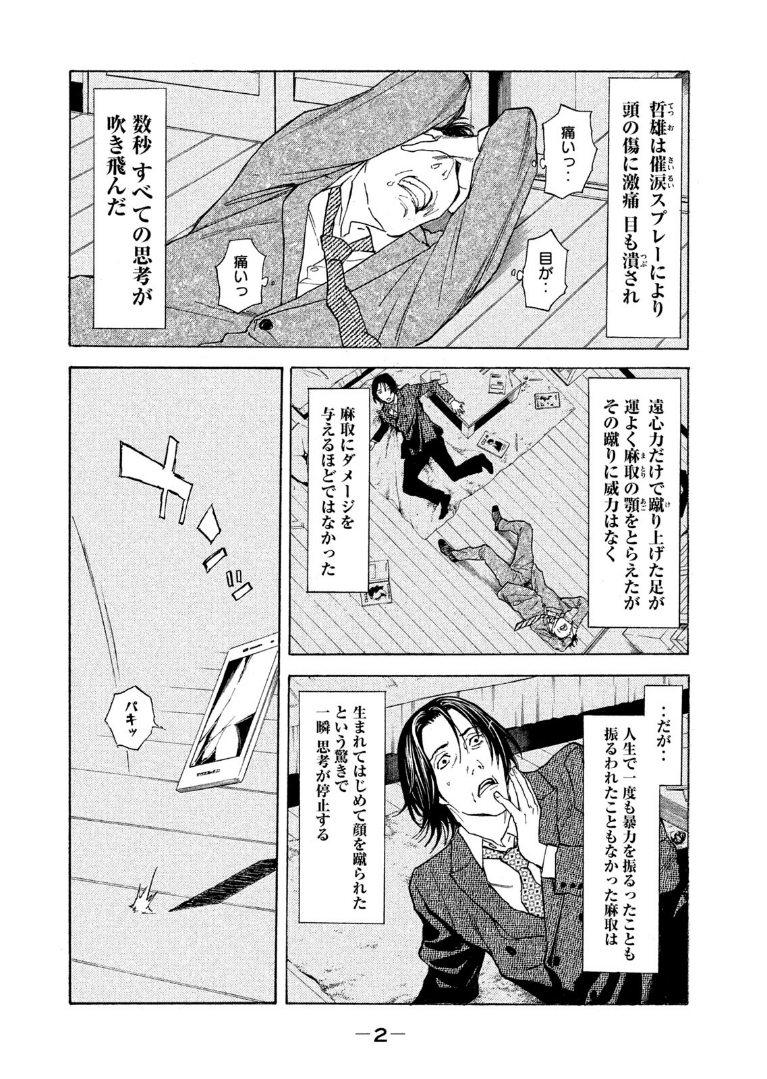 哲雄は催涙スプレーにより
頭の傷に激痛 目も潰され
痛いっ‥
目が‥
痛いっ
数秒 すべての思考が
吹き飛んだ
遠心力だけで蹴り上げた足が
運よく麻取の顎をとらえたが
その蹴りに威力はなく
麻取にダメージを
与えるほどではなかった
‥だが‥
人生で一度も暴力を振るったことも
振るわれたこともなかった麻取は
生まれてはじめて顔を蹴られた
という驚きで
一瞬 思考が停止する
パキッ
—2—